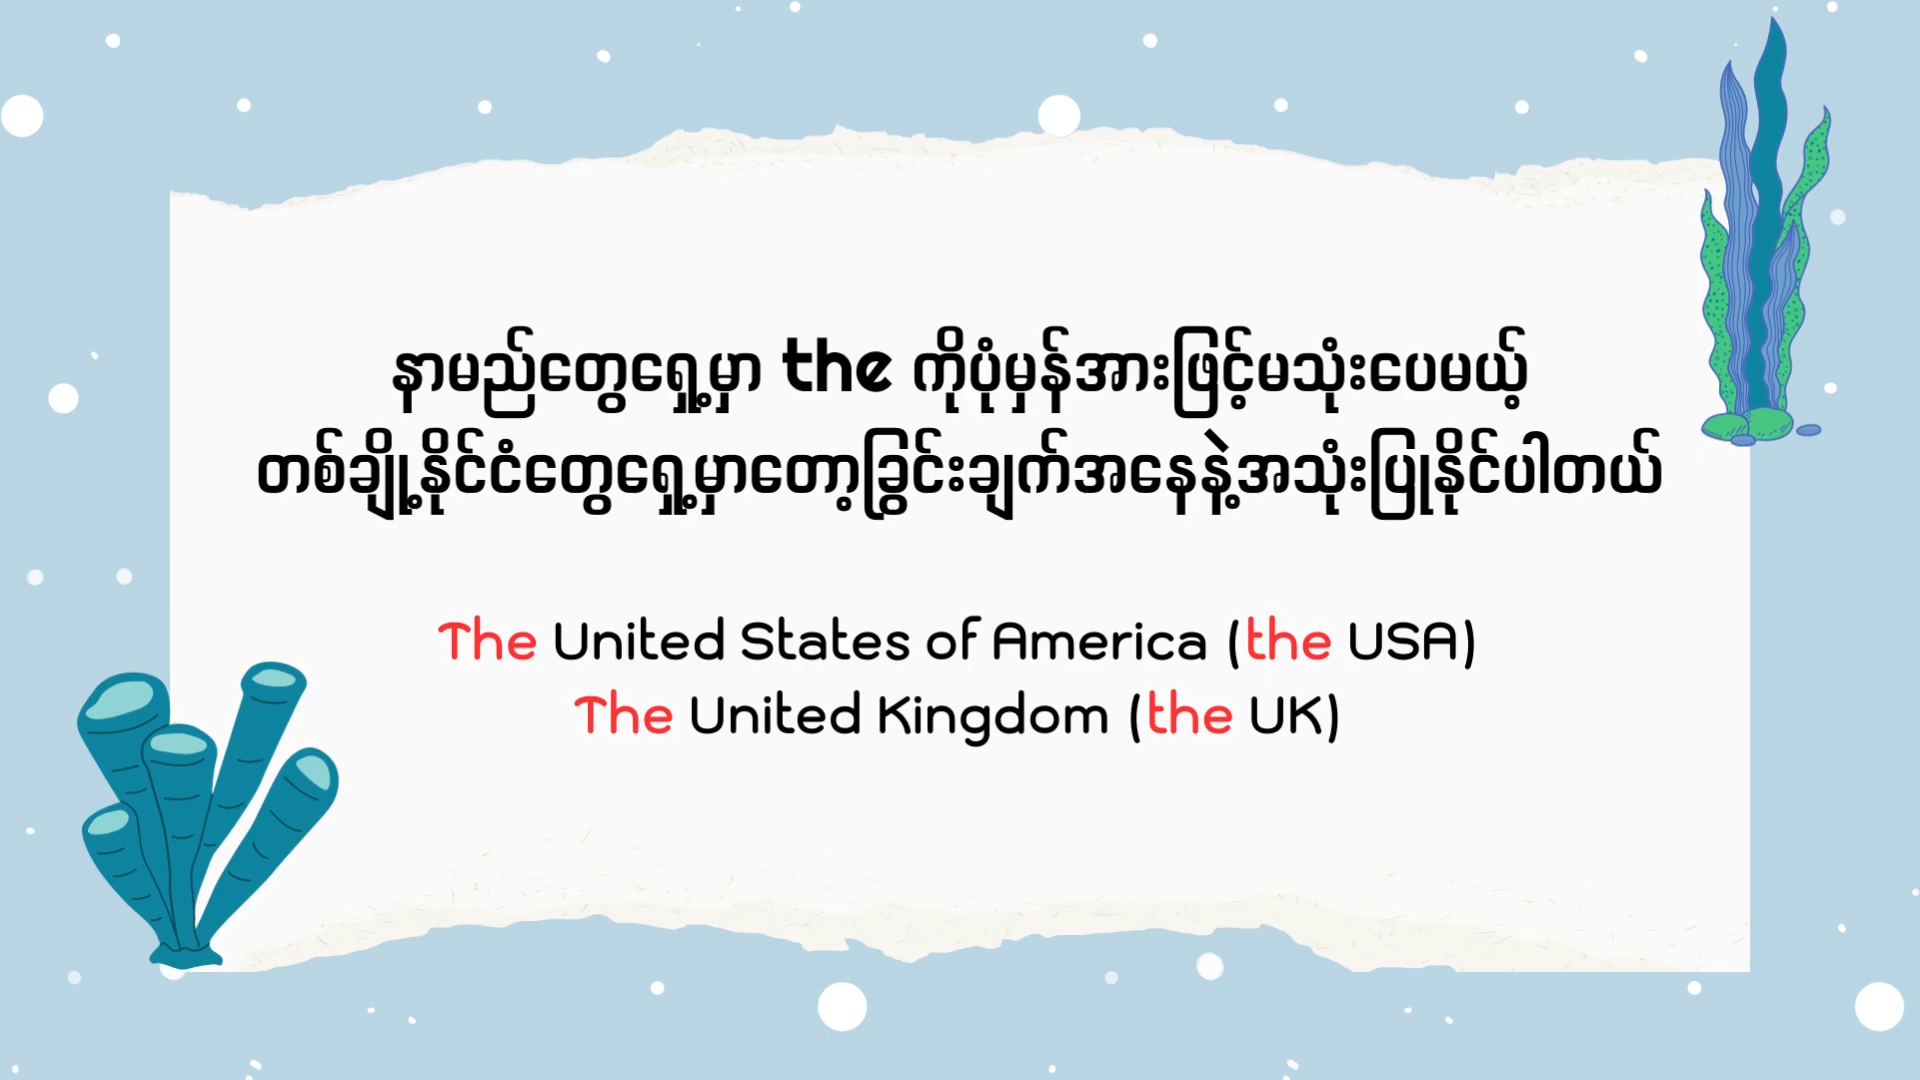 နာမည်တွေရှေ့မှာ the ကိုပုံမှန်အားဖြင့်မသုံးပေမယ့်
တစ်ချို့နိုင်ငံတွေရှေ့မှာတော့ခြွင်းချက်အနေနဲ့အသုံးပြုနိုင်ပါတယ်
The United States of America (the USA)
The United Kingdom (the UK)